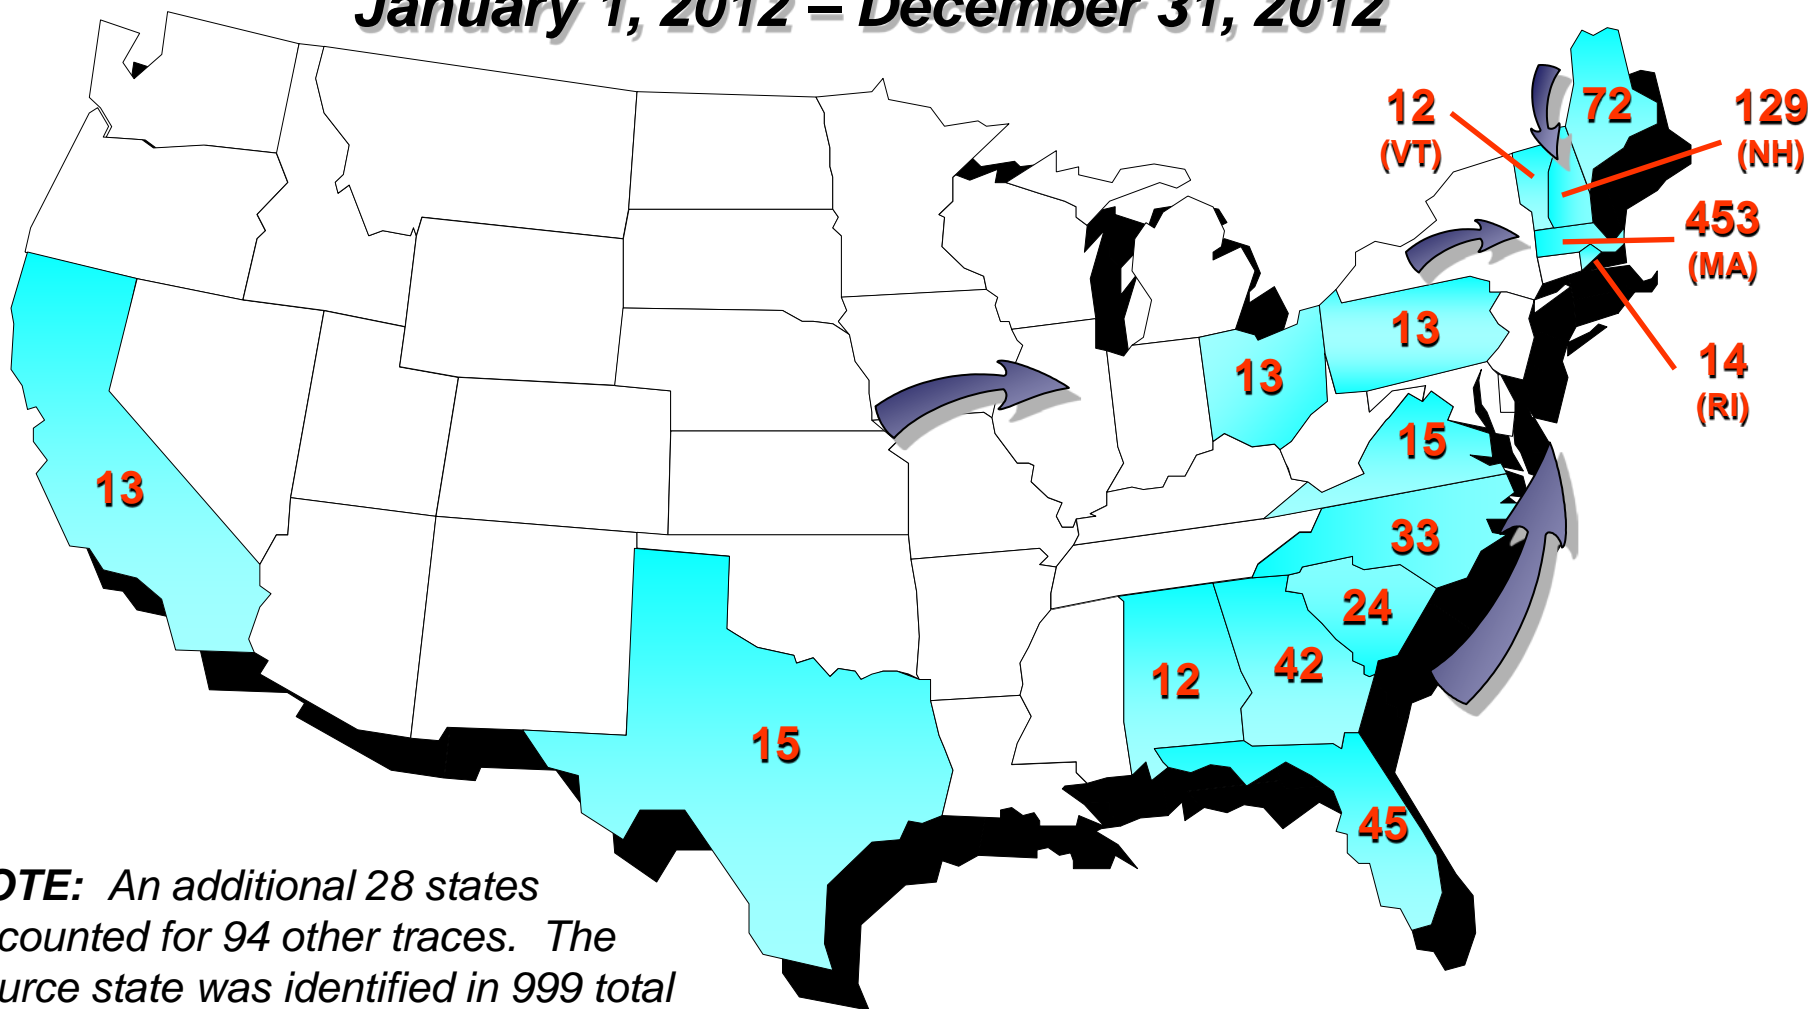 January 1, 2012 – December 31, 2012
72
12
(VT)
129
(NH)
453
(MA)
14
(RI)
13
13
15
13
33
24
42
12
15
45
OTE: An additional 28 states
counted for 94 other traces. The
urce state was identified in 999 total